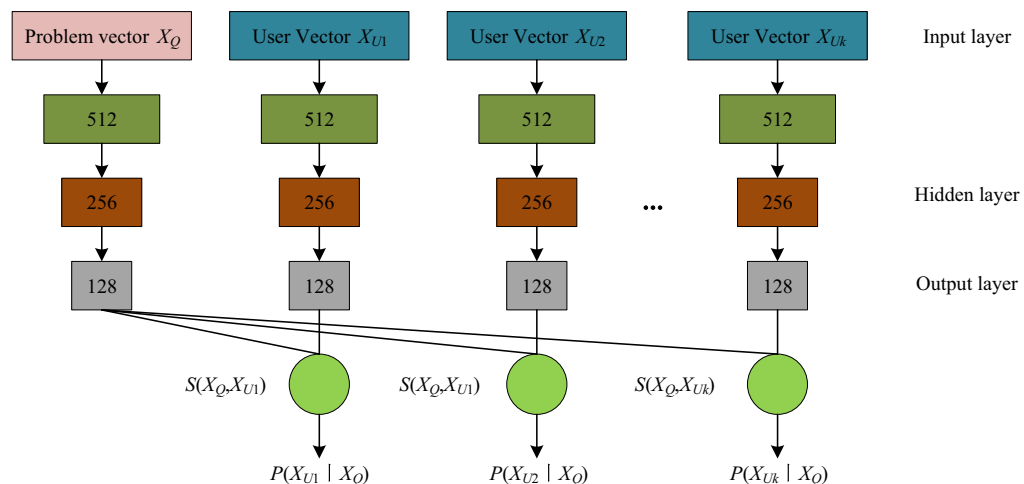 Problem vector X_Q
User Vector X_U1
User Vector X_U2
User Vector X_Uk
Input layer
512
512
512
512
256
256
256
...
256
Hidden layer
128
128
128
128
Output layer
S(X_Q,X_U1)
S(X_Q,X_U1)
S(X_Q,X_Uk)
P(X_U1 | X_O)
P(X_U2 | X_O)
P(X_Uk | X_O)